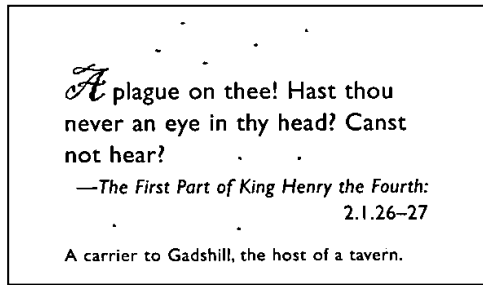 A plague on thee! Hast thou
never an eye in thy head? Canst
not hear?
—The First Part of King Henry the Fourth:
2.1.26–27
A carrier to Gadshill, the host of a tavern.